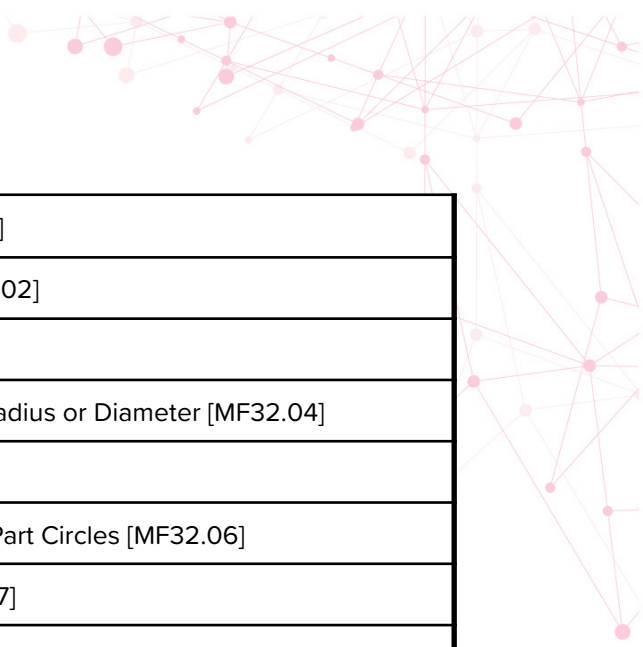 ]
02]
adius or Diameter [MF32.04]
Part Circles [MF32.06]
7]